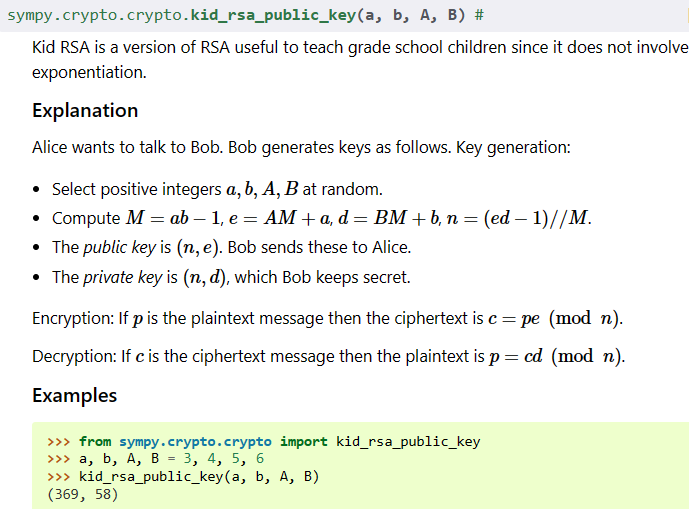 sympy.crypto.crypto.kid_rsa_public_key(a, b, A, B) #
Kid RSA is a version of RSA useful to teach grade school children since it does not involve
exponentiation.
Explanation
Alice wants to talk to Bob. Bob generates keys as follows. Key generation:
• Select positive integers a, b, A, B at random.
• Compute M = ab − 1, e = AM + a, d = BM + b, n = (ed − 1)//M.
• The public key is (n, e). Bob sends these to Alice.
• The private key is (n, d), which Bob keeps secret.
Encryption: If p is the plaintext message then the ciphertext is c = pe (mod n).
Decryption: If c is the ciphertext message then the plaintext is p = cd (mod n).
Examples
>>> from sympy.crypto.crypto import kid_rsa_public_key
>>> a, b, A, B = 3, 4, 5, 6
>>> kid_rsa_public_key(a, b, A, B)
(369, 58)